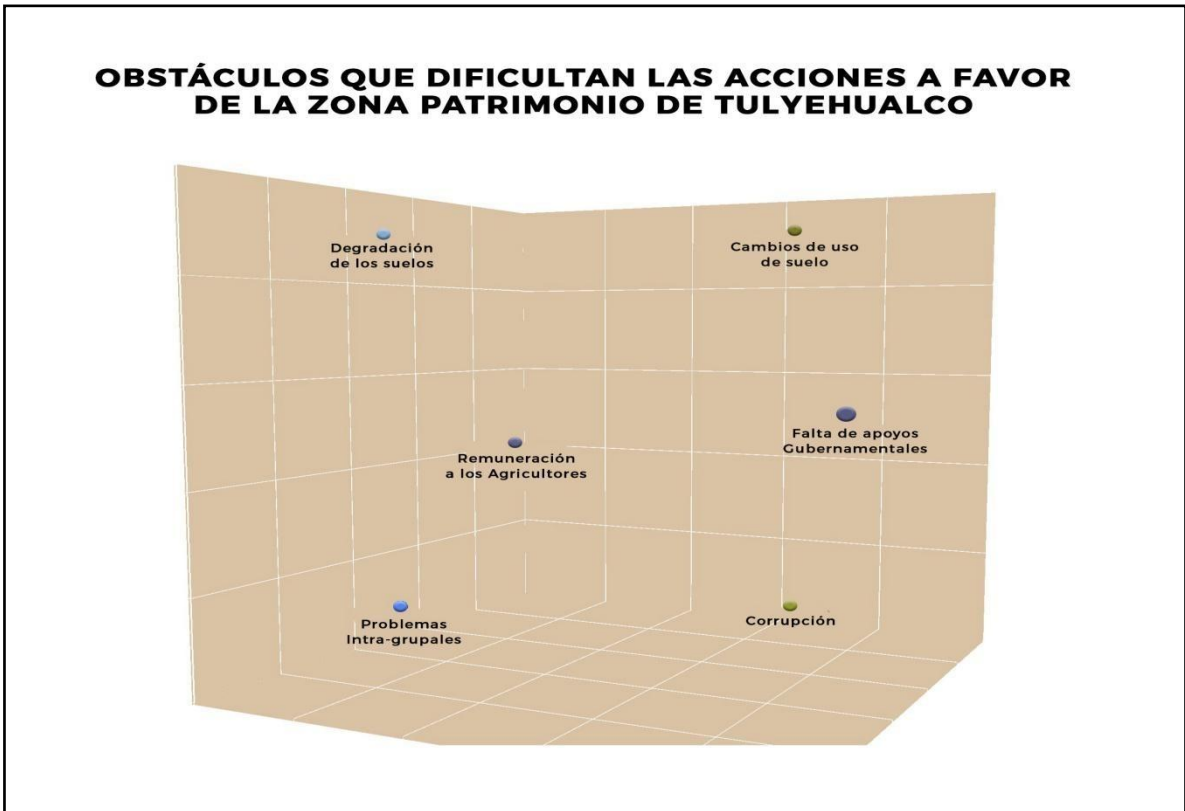 OBSTÁCULOS QUE DIFICULTAN LAS ACCIONES A FAVOR
DE LA ZONA PATRIMONIO DE TULYEHUALCO
Degradación
de los suelos
Cambios de uso
de suelo
Remuneración
a los Agricultores
Falta de apoyos
Gubernamentales
Problemas
Intra-grupales
Corrupción